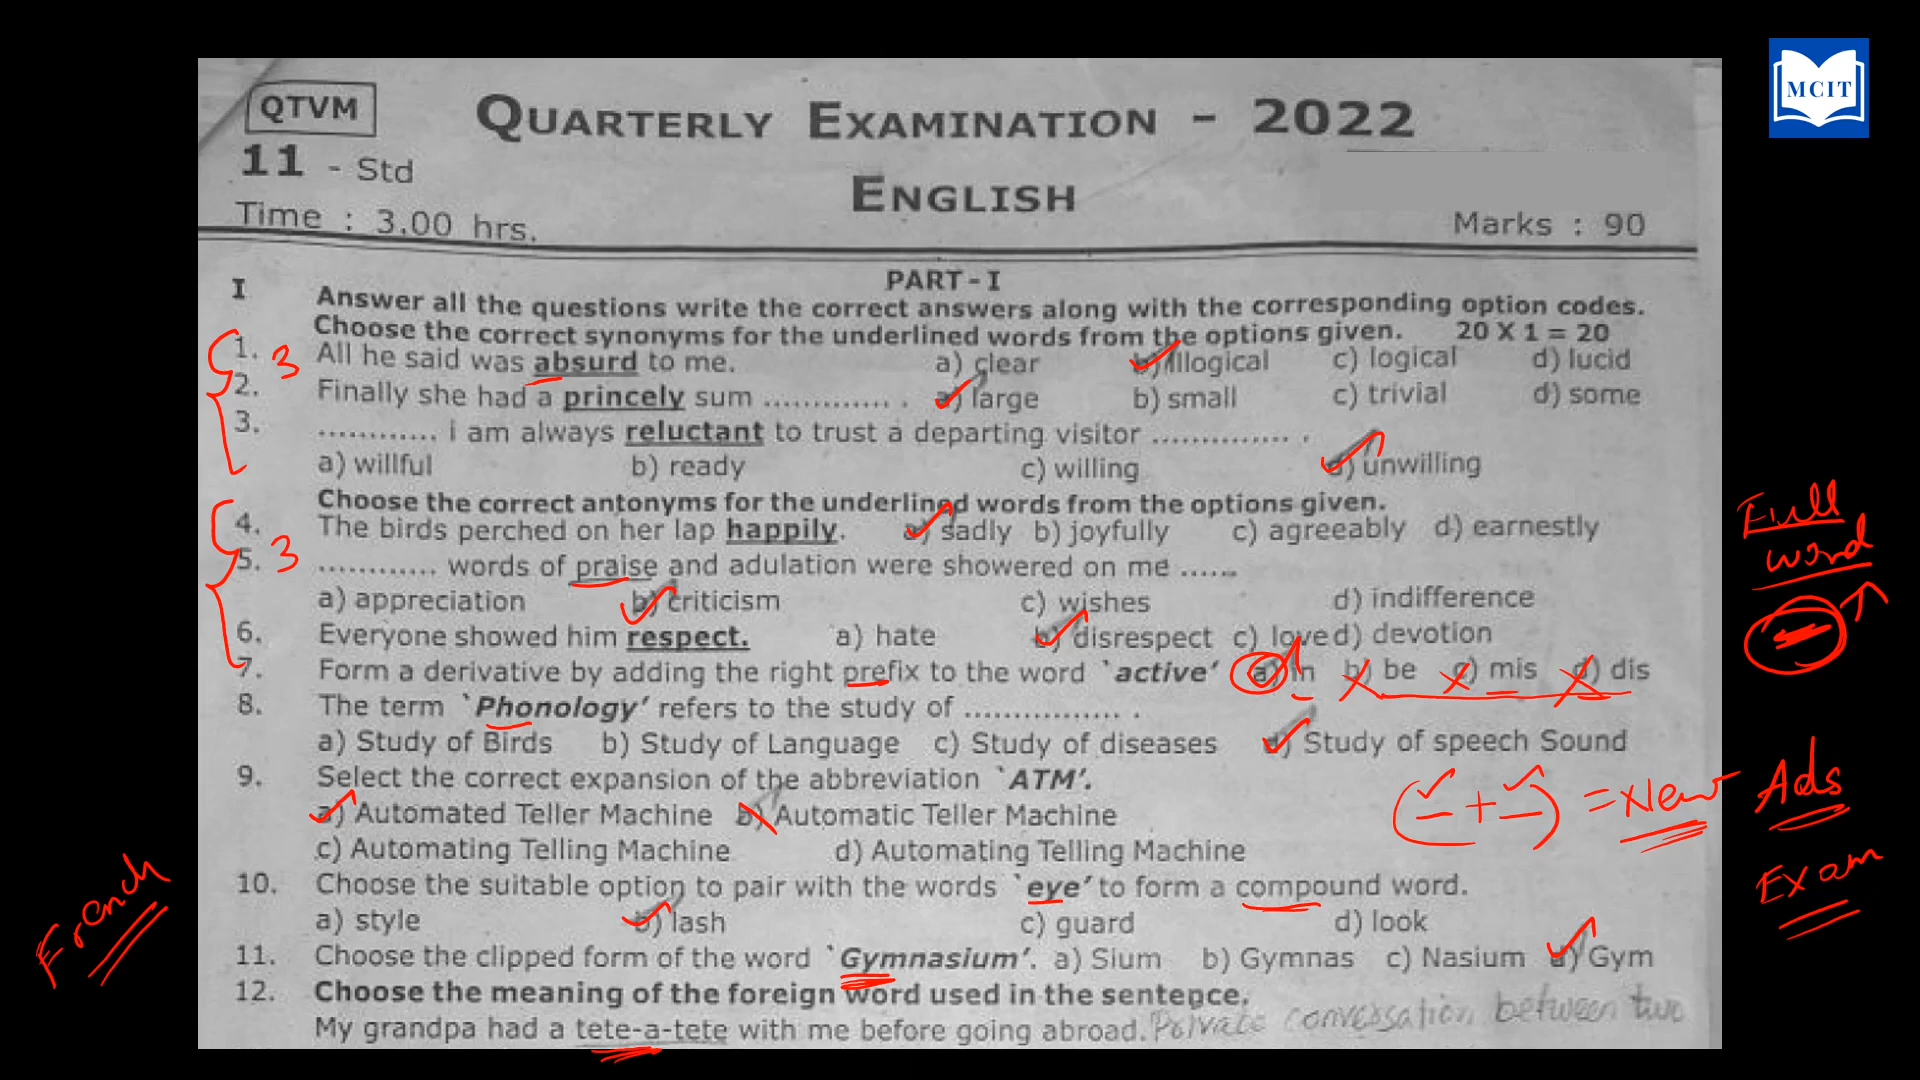 MCIT
QTVM
QUARTERLY EXAMINATION - 2022
11 - Std
ENGLISH
Time : 3.00 hrs.
Marks : 90
PART - I
I Answer all the questions write the correct answers along with the corresponding option codes.
Choose the correct synonyms for the underlined words from the options given. 20 X 1 = 20
1. All he said was absurd to me. a) clear b) illogical c) logical d) lucid
3
2. Finally she had a princely sum ............. . a) large b) small c) trivial d) some
3. ............ i am always reluctant to trust a departing visitor .............. .
a) willful b) ready c) willing d) unwilling
Choose the correct antonyms for the underlined words from the options given.
4. The birds perched on her lap happily. a) sadly b) joyfully c) agreeably d) earnestly
3
5. ............ words of praise and adulation were showered on me ......
a) appreciation b) criticism c) wishes d) indifference
6. Everyone showed him respect. a) hate b) disrespect c) loved d) devotion
7. Form a derivative by adding the right prefix to the word `active' a) in b) be c) mis d) dis
8. The term `Phonology' refers to the study of ................ .
a) Study of Birds b) Study of Language c) Study of diseases d) Study of speech Sound
9. Select the correct expansion of the abbreviation `ATM'.
a) Automated Teller Machine b) Automatic Teller Machine
c) Automating Telling Machine d) Automating Telling Machine
10. Choose the suitable option to pair with the words `eye' to form a compound word.
a) style b) lash c) guard d) look
11. Choose the clipped form of the word `Gymnasium'. a) Sium b) Gymnas c) Nasium d) Gym
12. Choose the meaning of the foreign word used in the sentence.
My grandpa had a tete-a-tete with me before going abroad. Private conversation between two
Full
word
+ = New
Ads
Exam
French